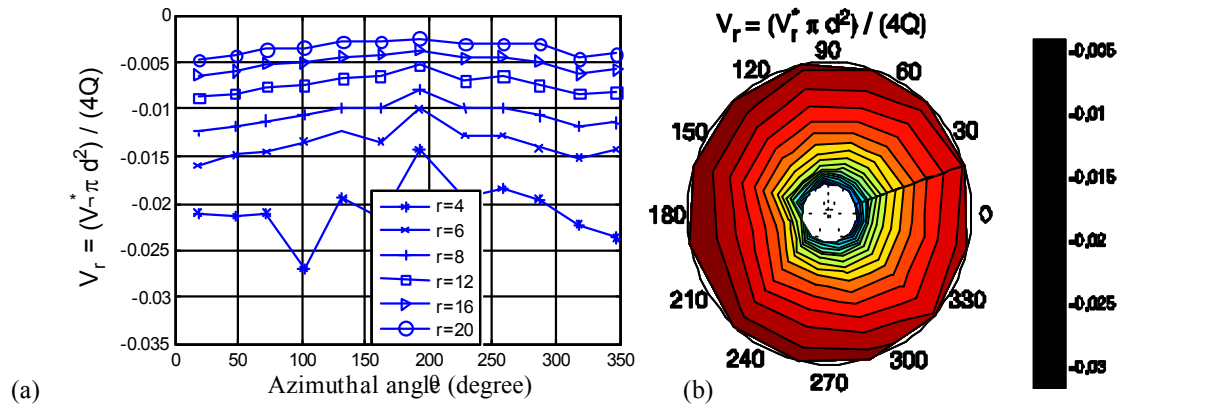 0
-0.005
-0.01
-0.015
-0.02
-0.025
-0.03
-0.035
0 50 100 150 200 250 300 350
V_r = (V_¬^* π d^2) / (4Q)
r=4
r=6
r=8
r=12
r=16
r=20
Azimuthal angle θ (degree)
(a)
V_r = (V_r^* π d^2) / (4Q)
90
120 60
150 30
180 0
210 330
240 300
270
-0.005
-0.01
-0.015
-0.02
-0.025
-0.03
(b)